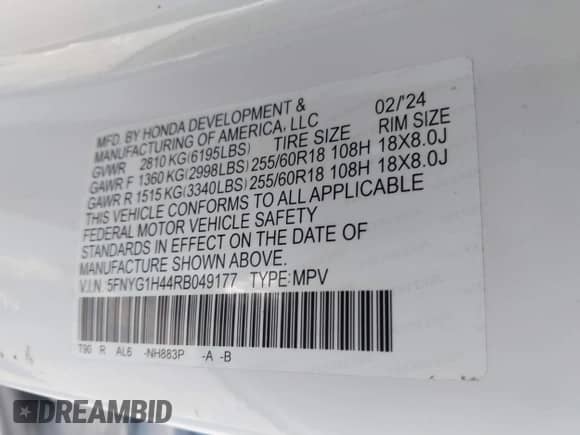 MFD. BY HONDA DEVELOPMENT & 02/'24
MANUFACTURING OF AMERICA, LLC
GVWR 2810 KG(6195LBS) TIRE SIZE RIM SIZE
GAWR F 1360 KG(2998LBS) 255/60R18 108H 18X8.0J
GAWR R 1515 KG(3340LBS) 255/60R18 108H 18X8.0J
THIS VEHICLE CONFORMS TO ALL APPLICABLE
FEDERAL MOTOR VEHICLE SAFETY
STANDARDS IN EFFECT ON THE DATE OF
MANUFACTURE SHOWN ABOVE.
V.I.N. 5FNYG1H44RB049177 TYPE:MPV
T90 R AL6 -NH883P -A -B
DREAMBID